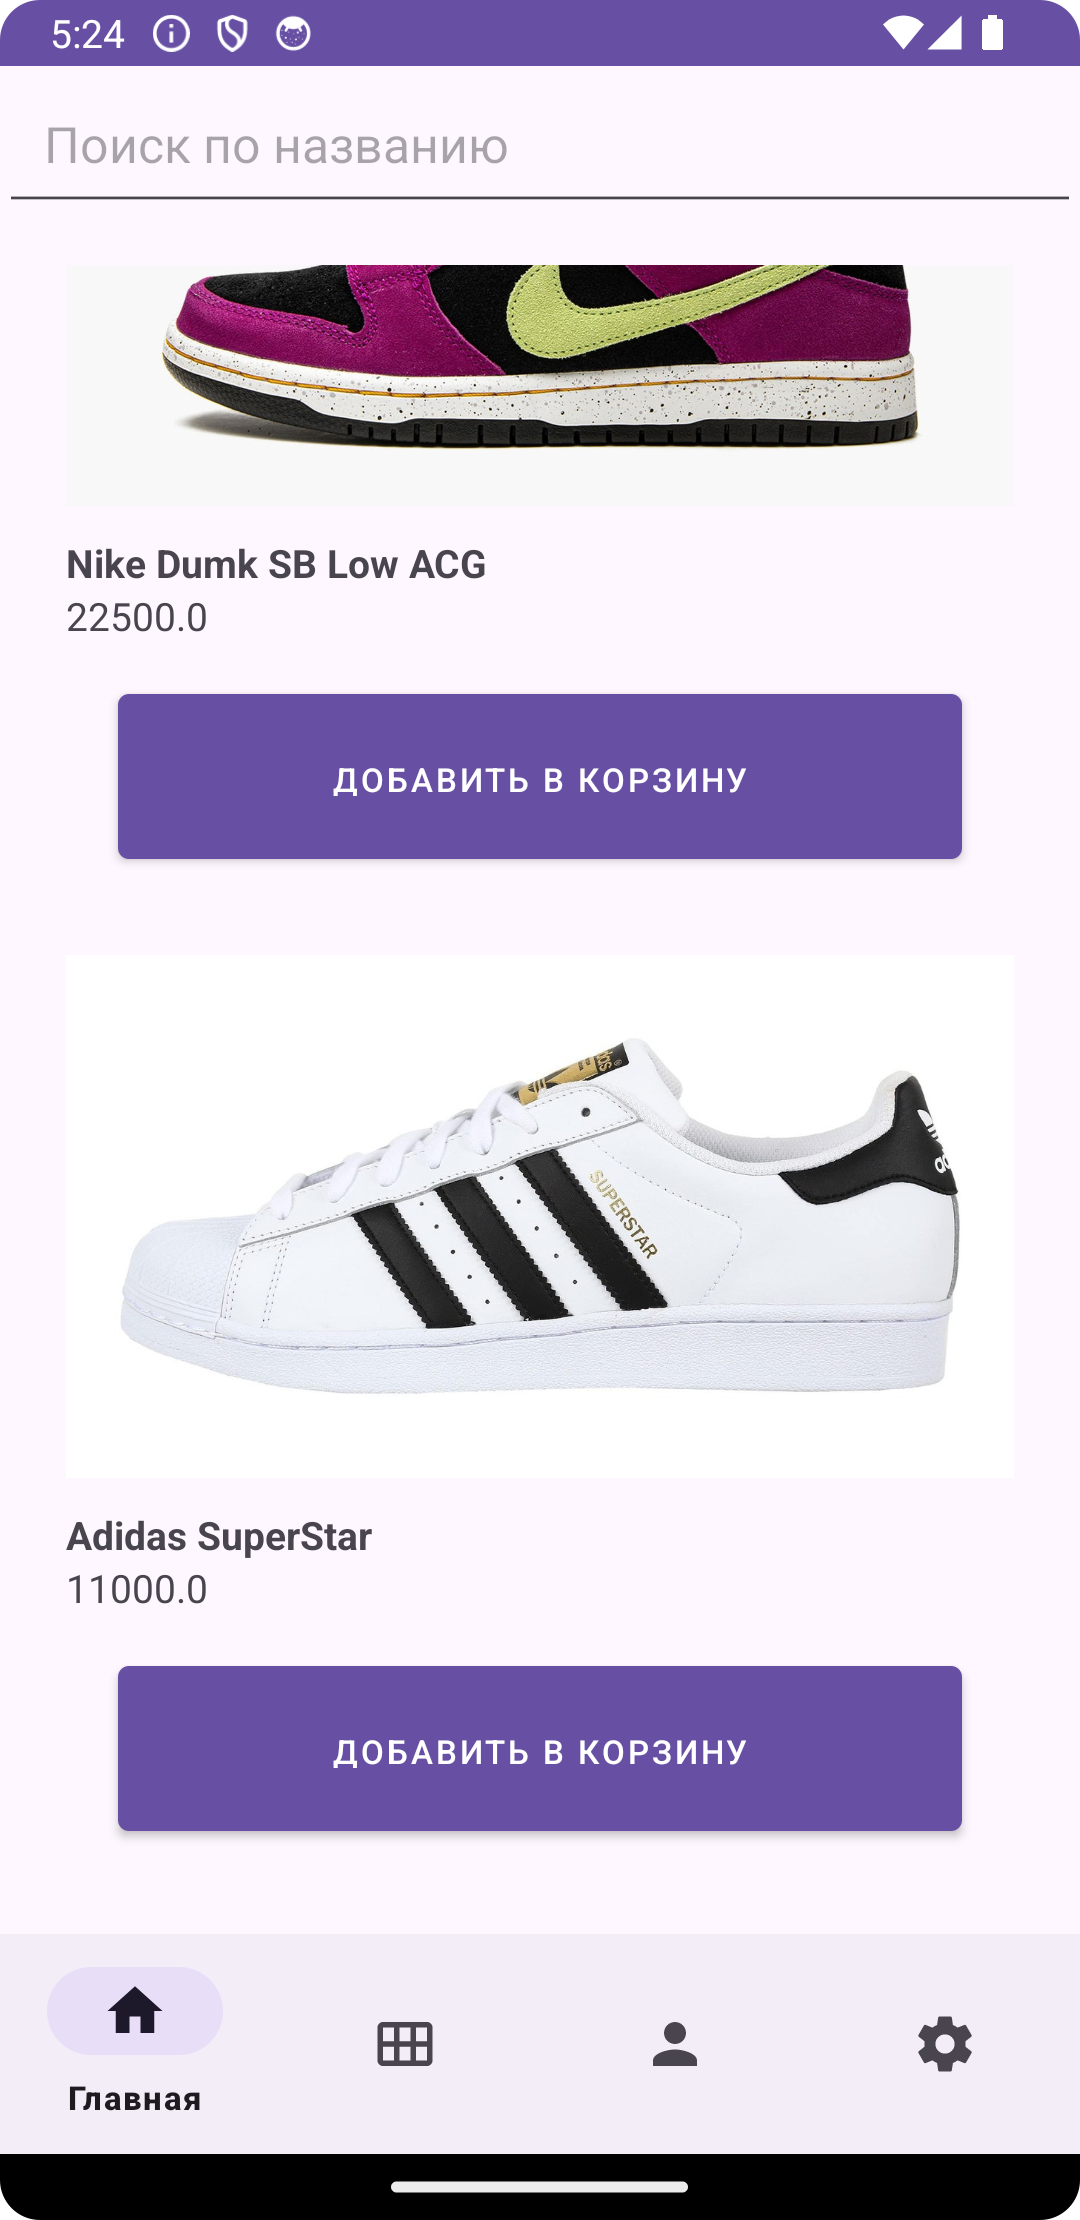 5:24
Поиск по названию
Nike Dumk SB Low ACG
22500.0
ДОБАВИТЬ В КОРЗИНУ
SUPERSTAR
Adidas SuperStar
11000.0
ДОБАВИТЬ В КОРЗИНУ
Главная